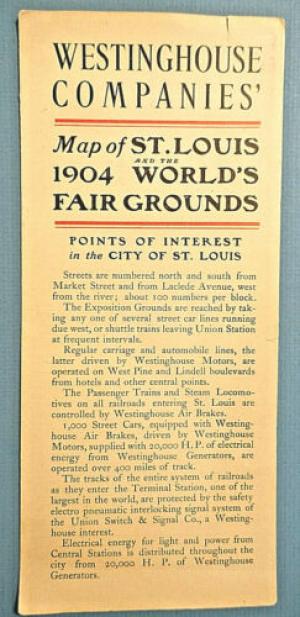 WESTINGHOUSE
COMPANIES'
Map of ST. LOUIS
AND THE
1904 WORLD'S
FAIR GROUNDS
POINTS OF INTEREST
in the CITY OF ST. LOUIS
Streets are numbered north and south from
Market Street and from Laclede Avenue, west
from the river; about 100 numbers per block.
The Exposition Grounds are reached by tak-
ing any one of several street car lines running
due west, or shuttle trains leaving Union Station
at frequent intervals.
Regular carriage and automobile lines, the
latter driven by Westinghouse Motors, are
operated on West Pine and Lindell boulevards
from hotels and other central points.
The Passenger Trains and Steam Locomo-
tives on all railroads entering St. Louis are
controlled by Westinghouse Air Brakes.
1,000 Street Cars, equipped with Westing-
house Air Brakes, driven by Westinghouse
Motors, supplied with 20,000 H. P. of electrical
energy from Westinghouse Generators, are
operated over 400 miles of track.
The tracks of the entire system of railroads
as they enter the Terminal Station, one of the
largest in the world, are protected by the safety
electro pneumatic interlocking signal system of
the Union Switch & Signal Co., a Westing-
house interest.
Electrical energy for light and power from
Central Stations is distributed throughout the
city from 20,000 H. P. of Westinghouse
Generators.